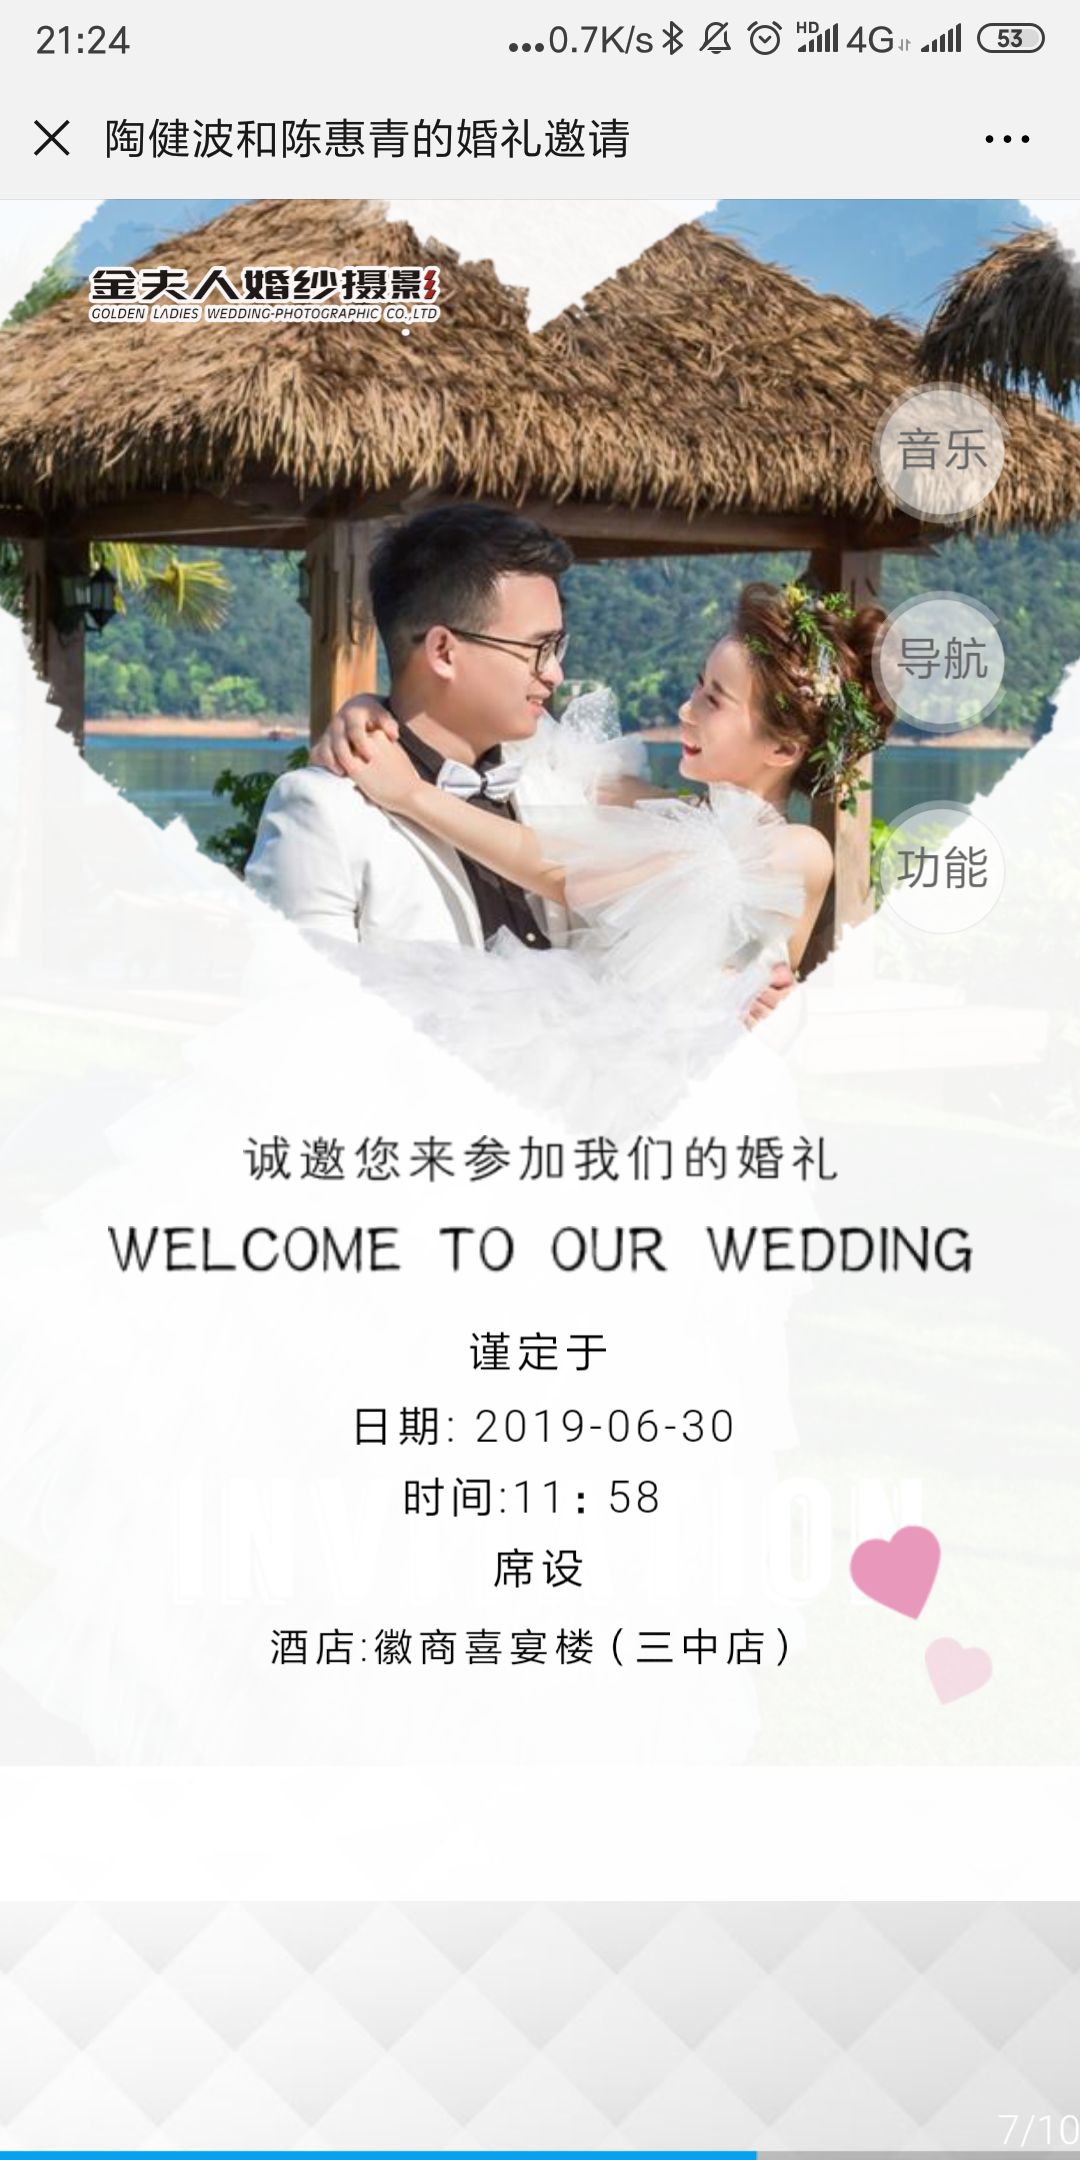 21:24
...0.7K/s HD 4G 53
陶健波和陈惠青的婚礼邀请
金夫人婚纱摄影
GOLDEN LADIES WEDDING-PHOTOGRAPHIC CO.,LTD
音乐
导航
功能
诚邀您来参加我们的婚礼
WELCOME TO OUR WEDDING
谨定于
日期: 2019-06-30
时间:11：58
INVITATION
席设
酒店:徽商喜宴楼（三中店）
7/10